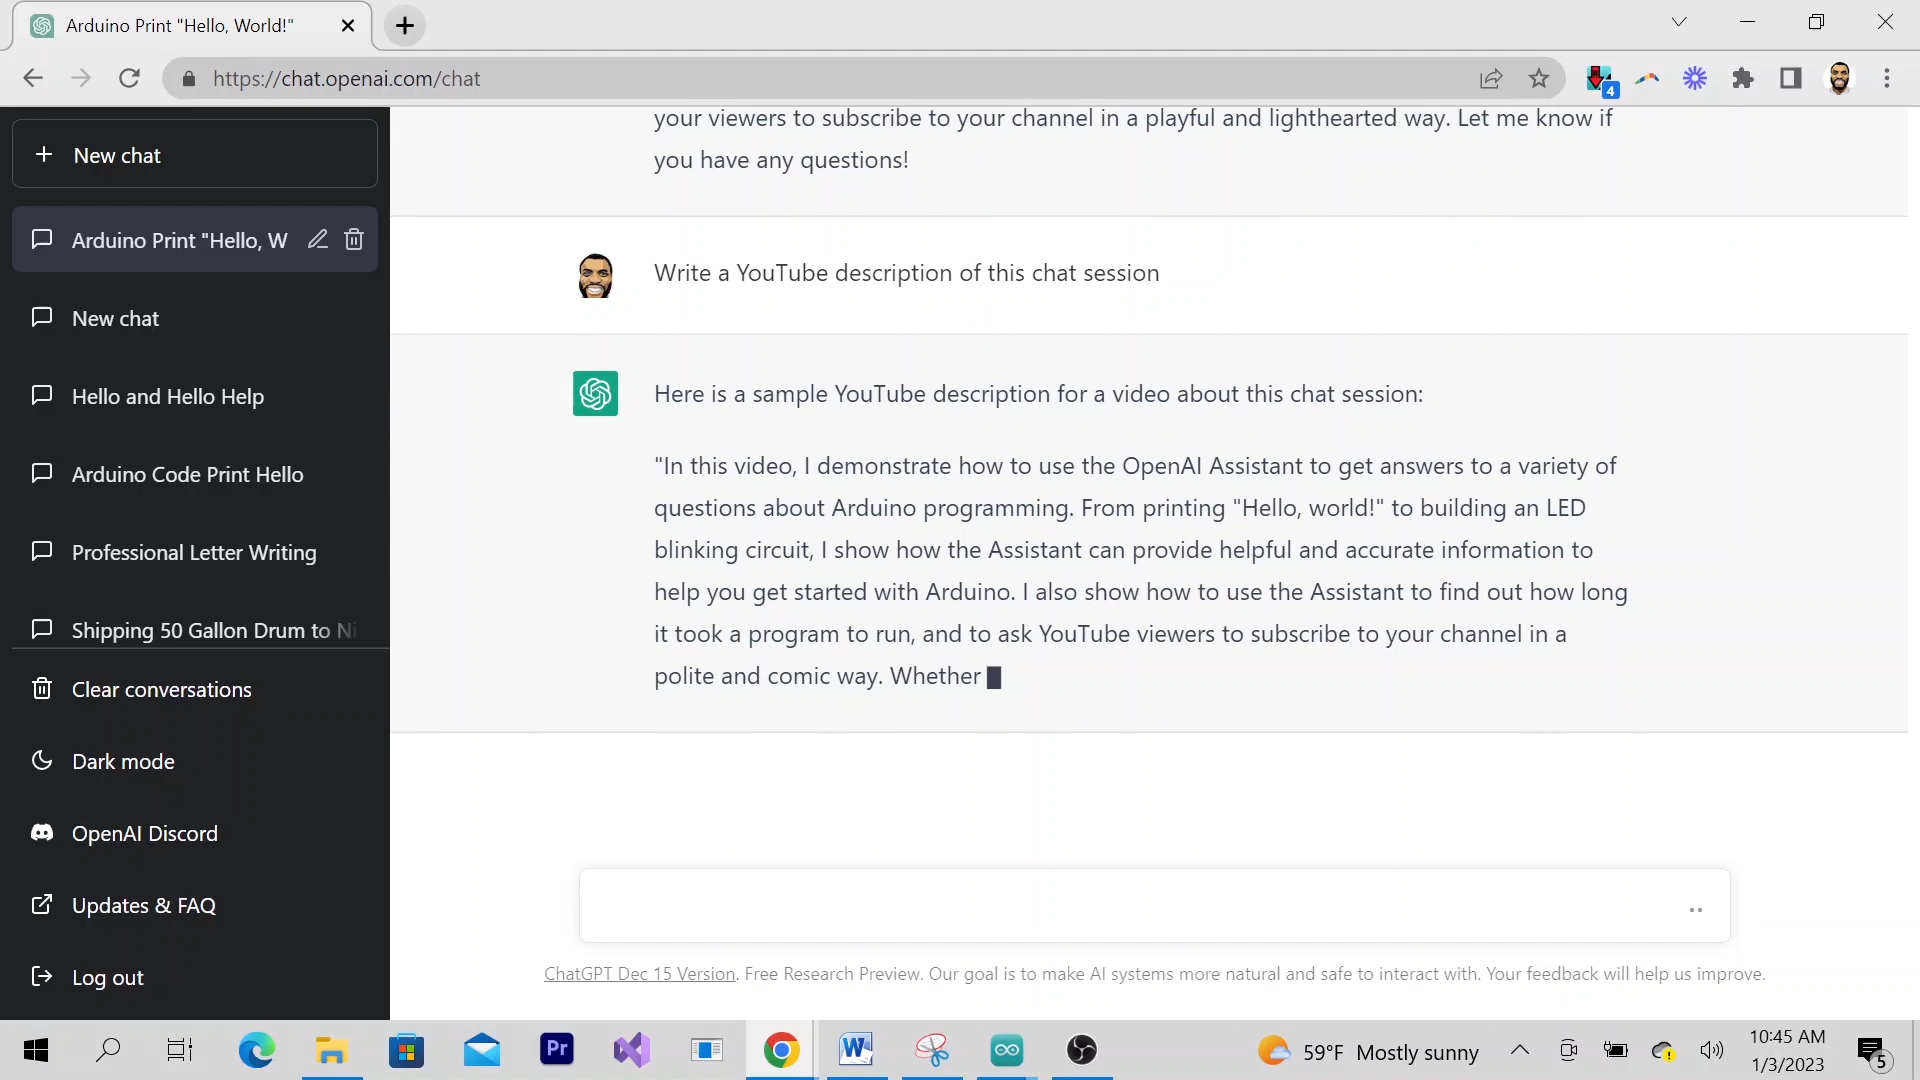 Arduino Print "Hello, World!"
https://chat.openai.com/chat
4
New chat
Arduino Print "Hello, W
New chat
Hello and Hello Help
Arduino Code Print Hello
Professional Letter Writing
Shipping 50 Gallon Drum to Ni
Clear conversations
Dark mode
OpenAI Discord
Updates & FAQ
Log out
your viewers to subscribe to your channel in a playful and lighthearted way. Let me know if
you have any questions!
Write a YouTube description of this chat session
Here is a sample YouTube description for a video about this chat session:
"In this video, I demonstrate how to use the OpenAI Assistant to get answers to a variety of
questions about Arduino programming. From printing "Hello, world!" to building an LED
blinking circuit, I show how the Assistant can provide helpful and accurate information to
help you get started with Arduino. I also show how to use the Assistant to find out how long
it took a program to run, and to ask YouTube viewers to subscribe to your channel in a
polite and comic way. Whether
ChatGPT Dec 15 Version. Free Research Preview. Our goal is to make AI systems more natural and safe to interact with. Your feedback will help us improve.
Pr
W
59°F Mostly sunny
10:45 AM
1/3/2023
5